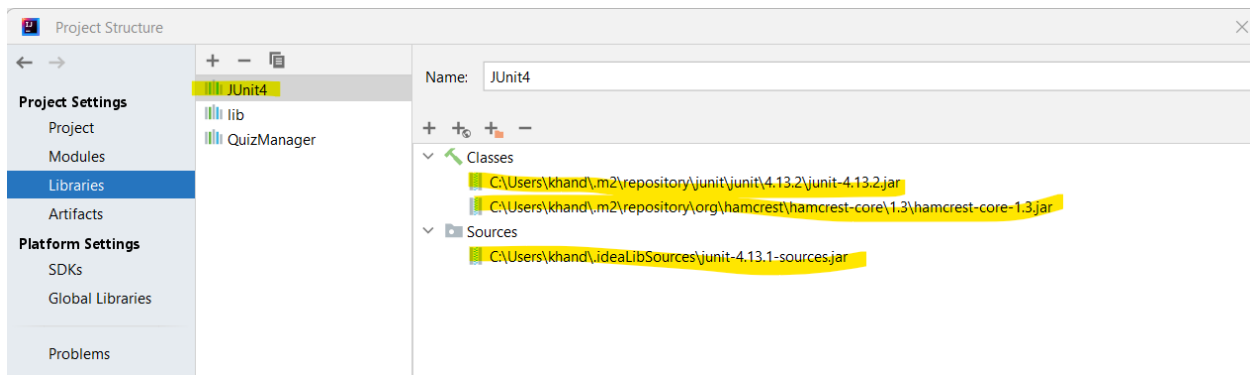 Project Structure
Project Settings
Project
Modules
Libraries
Artifacts
Platform Settings
SDKs
Global Libraries
Problems
JUnit4
lib
QuizManager
Name: JUnit4
Classes
C:\Users\khand\.m2\repository\junit\junit\4.13.2\junit-4.13.2.jar
C:\Users\khand\.m2\repository\org\hamcrest\hamcrest-core\1.3\hamcrest-core-1.3.jar
Sources
C:\Users\khand\.ideaLibSources\junit-4.13.1-sources.jar